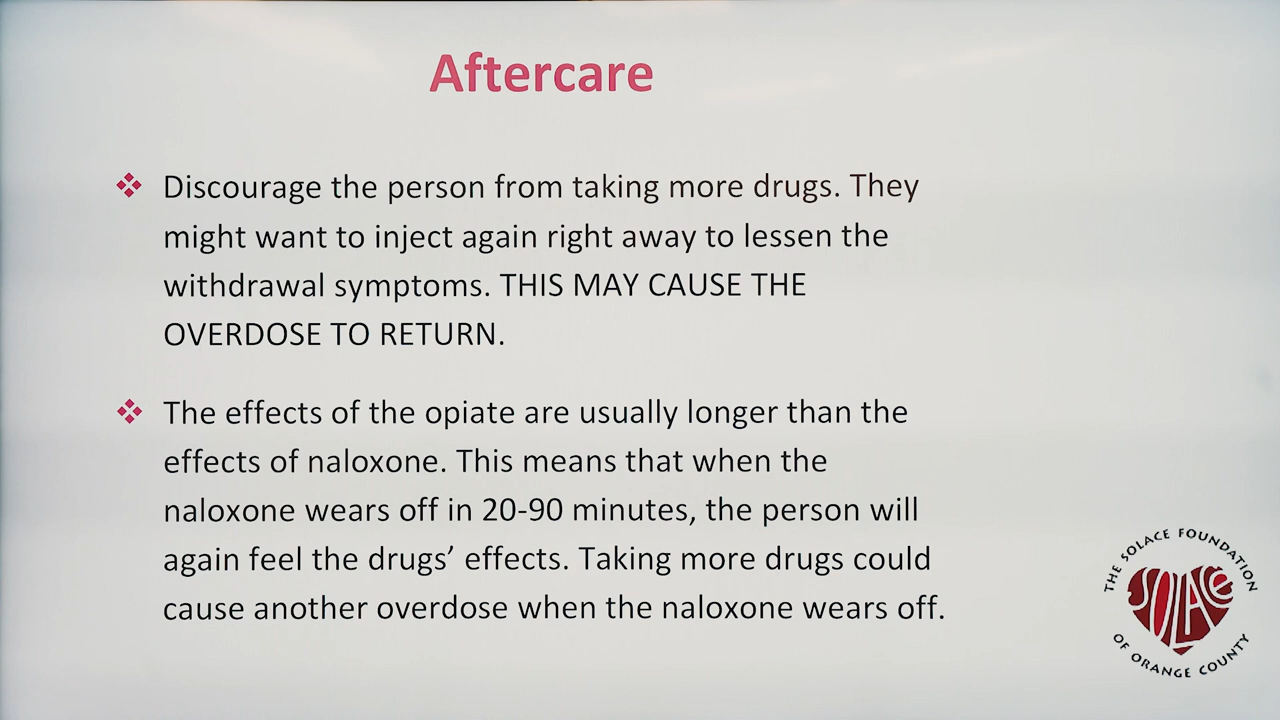 Aftercare
Discourage the person from taking more drugs. They
might want to inject again right away to lessen the
withdrawal symptoms. THIS MAY CAUSE THE
OVERDOSE TO RETURN.
The effects of the opiate are usually longer than the
effects of naloxone. This means that when the
naloxone wears off in 20-90 minutes, the person will
again feel the drugs’ effects. Taking more drugs could
cause another overdose when the naloxone wears off.
THE SOLACE FOUNDATION
SOLACE
OF ORANGE COUNTY